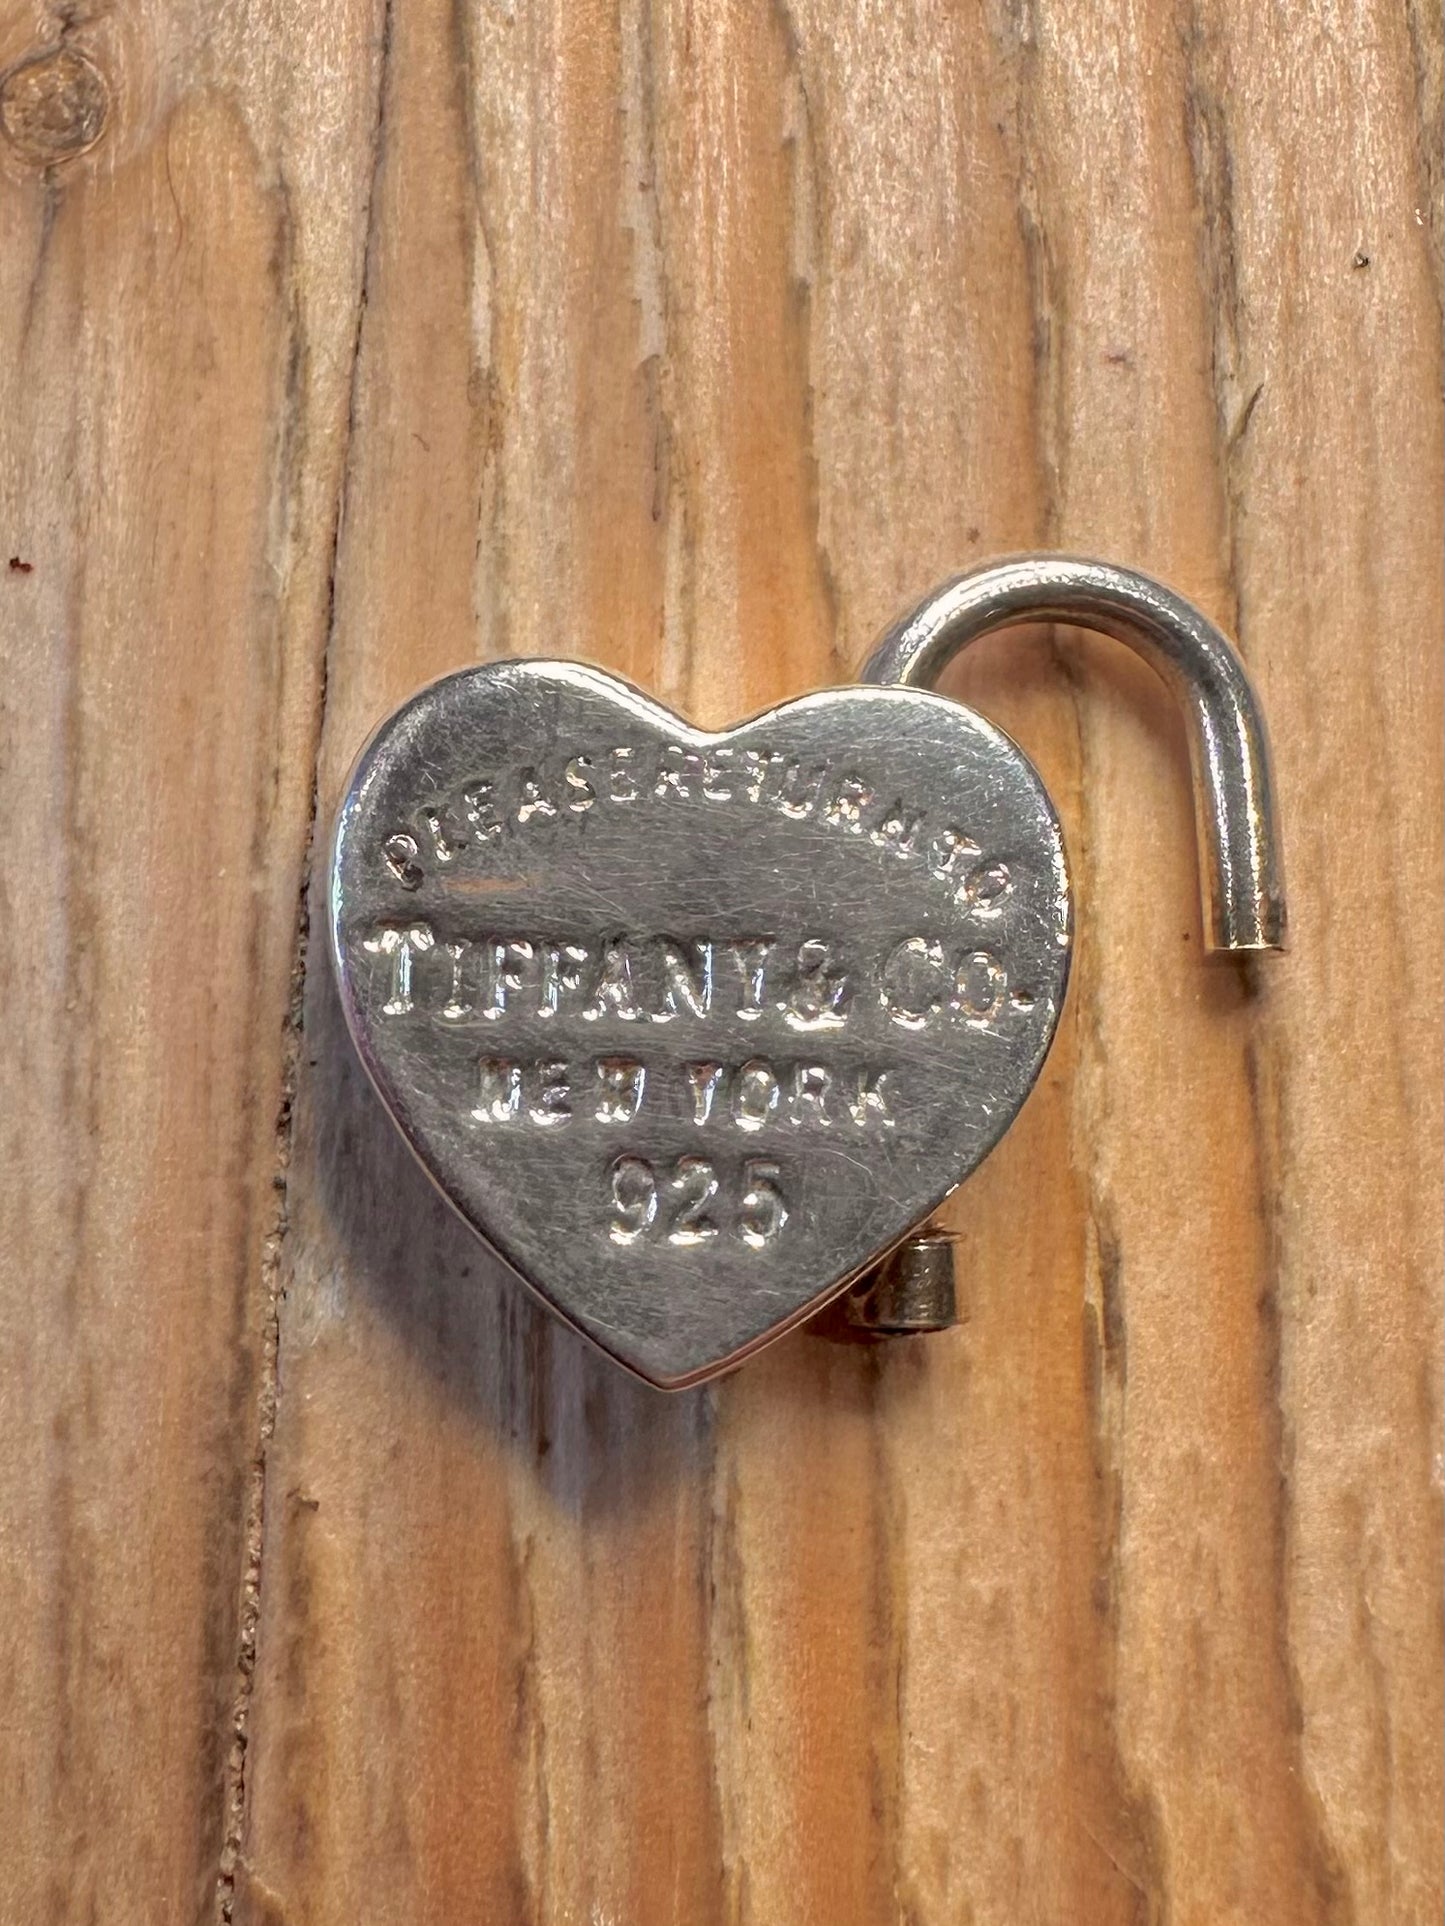 PLEASE RETURN TO
TIFFANY & CO.
NEW YORK
925